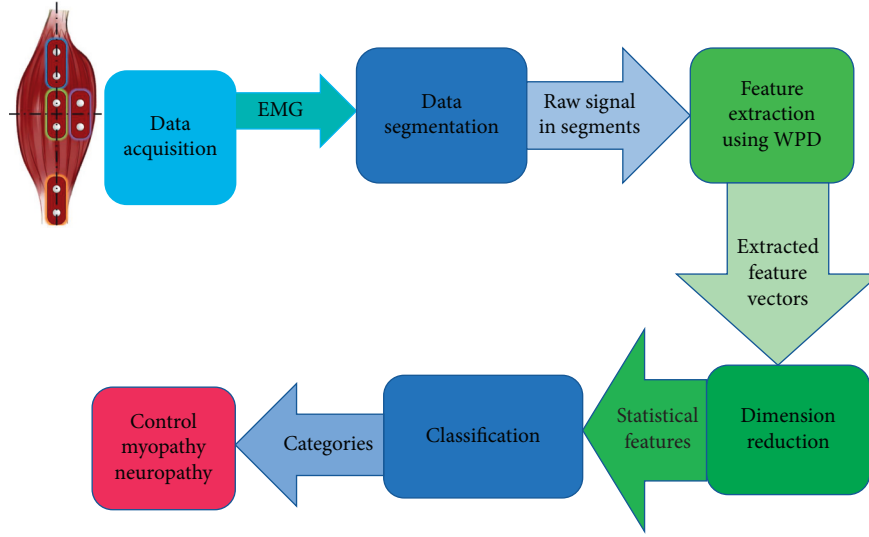 Data
acquisition
EMG
Data
segmentation
Raw signal
in segments
Feature
extraction
using WPD
Extracted
feature
vectors
Dimension
reduction
Statistical
features
Classification
Categories
Control
myopathy
neuropathy